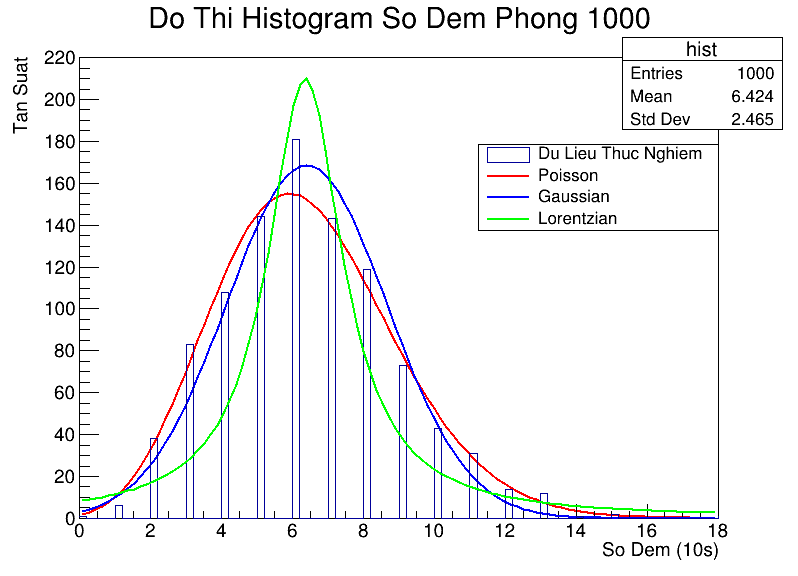 Do Thi Histogram So Dem Phong 1000
hist
Entries 1000
Mean 6.424
Std Dev 2.465
Du Lieu Thuc Nghiem
Poisson
Gaussian
Lorentzian
Tan Suat
220
200
180
160
140
120
100
80
60
40
20
0
0 2 4 6 8 10 12 14 16 18
So Dem (10s)